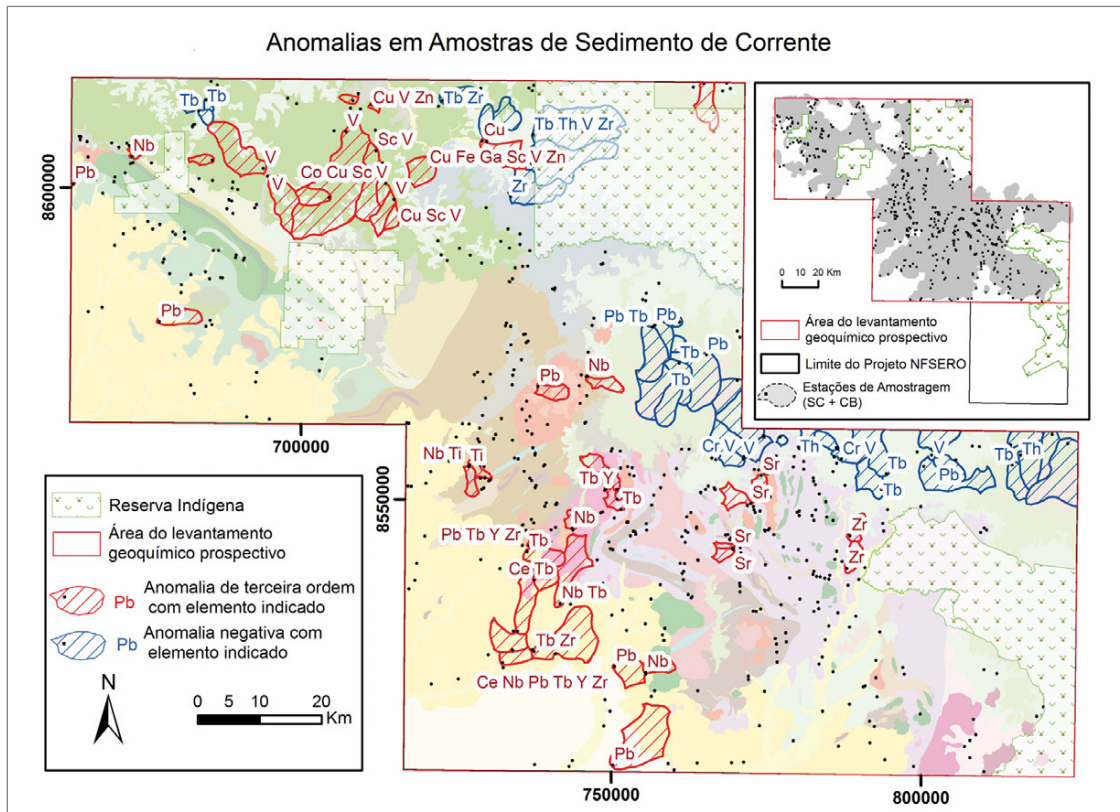 Anomalias em Amostras de Sedimento de Corrente
Tb
Tb
Cu V Zn
Tb Zr
V
Cu
Tb Th V Zr
Nb
Sc V
V
Cu Fe Ga Sc V Zn
Pb
Co Cu Sc V
V
V
Zr
Cu Sc V
8600000
Pb
Pb Tb
Pb
Pb
Tb
Tb
Pb
Nb
700000
Nb Ti
Ti
Cr V
V
Th
Cr V
V
Tb
Th
Tb
Pb
Tb
Sr
Sr
Tb Y
Tb
8550000
Nb
Pb Tb Y Zr
Tb
Sr
Sr
Zr
Zr
Ce Tb
Nb Tb
Tb Zr
Pb
Nb
Ce Nb Pb Tb Y Zr
Pb
750000
800000
0 10 20 Km
Área do levantamento
geoquímico prospectivo
Limite do Projeto NFSERO
Estações de Amostragem
(SC + CB)
Reserva Indígena
Área do levantamento
geoquímico prospectivo
Pb
Anomalia de terceira ordem
com elemento indicado
Pb
Anomalia negativa com
elemento indicado
N
0 5 10 20
Km